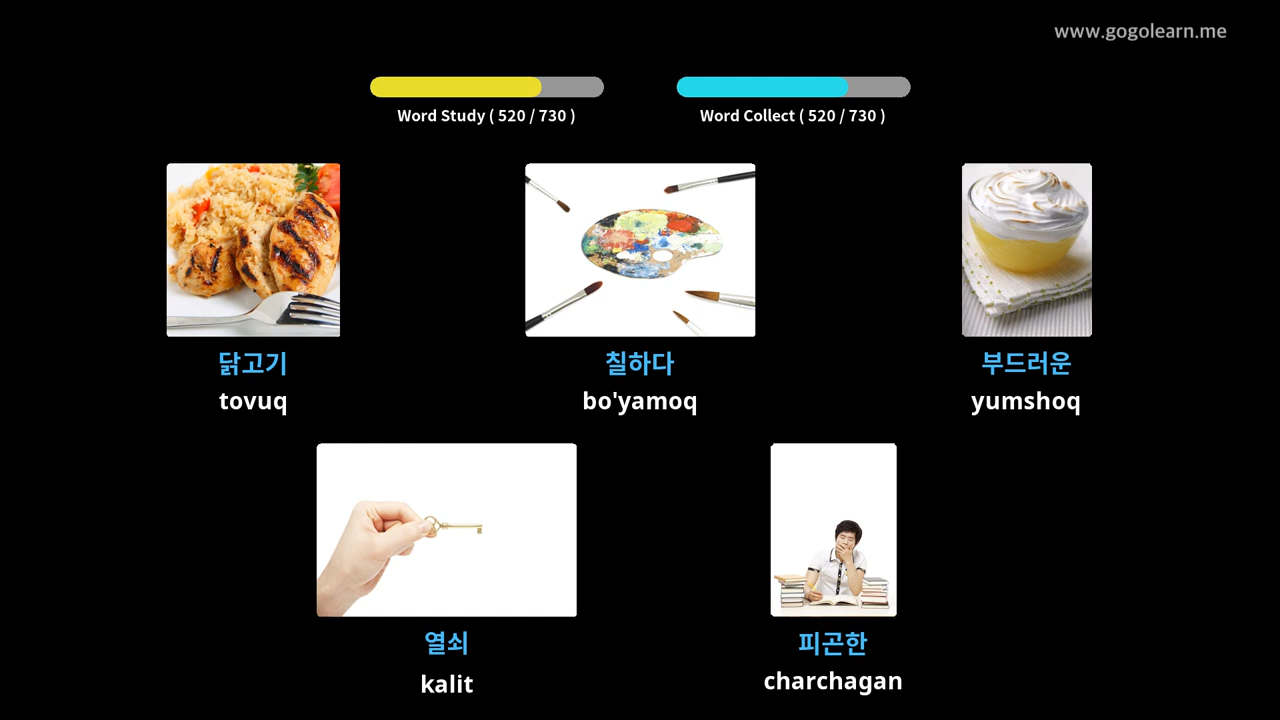 www.gogolearn.me
Word Study ( 520 / 730 )
Word Collect ( 520 / 730 )
닭고기
tovuq
칠하다
bo'yamoq
부드러운
yumshoq
열쇠
kalit
피곤한
charchagan